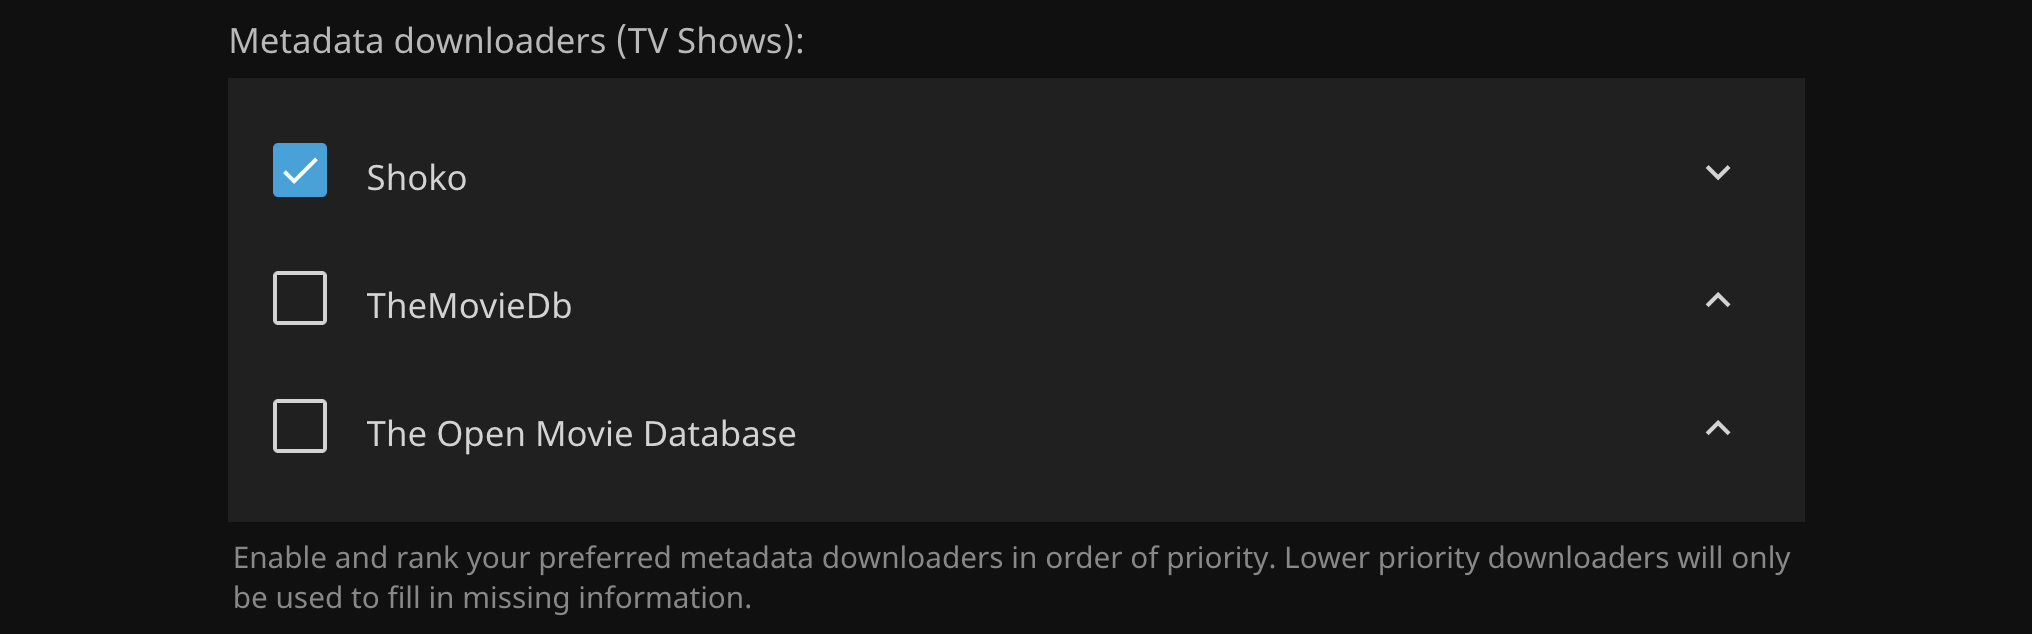 Metadata downloaders (TV Shows):
Shoko
TheMovieDb
The Open Movie Database
Enable and rank your preferred metadata downloaders in order of priority. Lower priority downloaders will only
be used to fill in missing information.